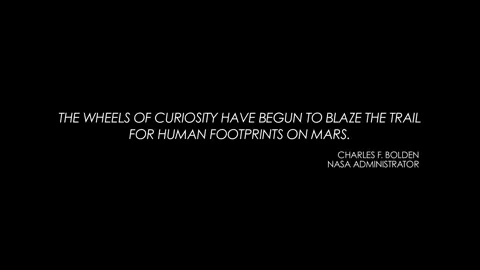 THE WHEELS OF CURIOSITY HAVE BEGUN TO BLAZE THE TRAIL
FOR HUMAN FOOTPRINTS ON MARS.
CHARLES F. BOLDEN
NASA ADMINISTRATOR